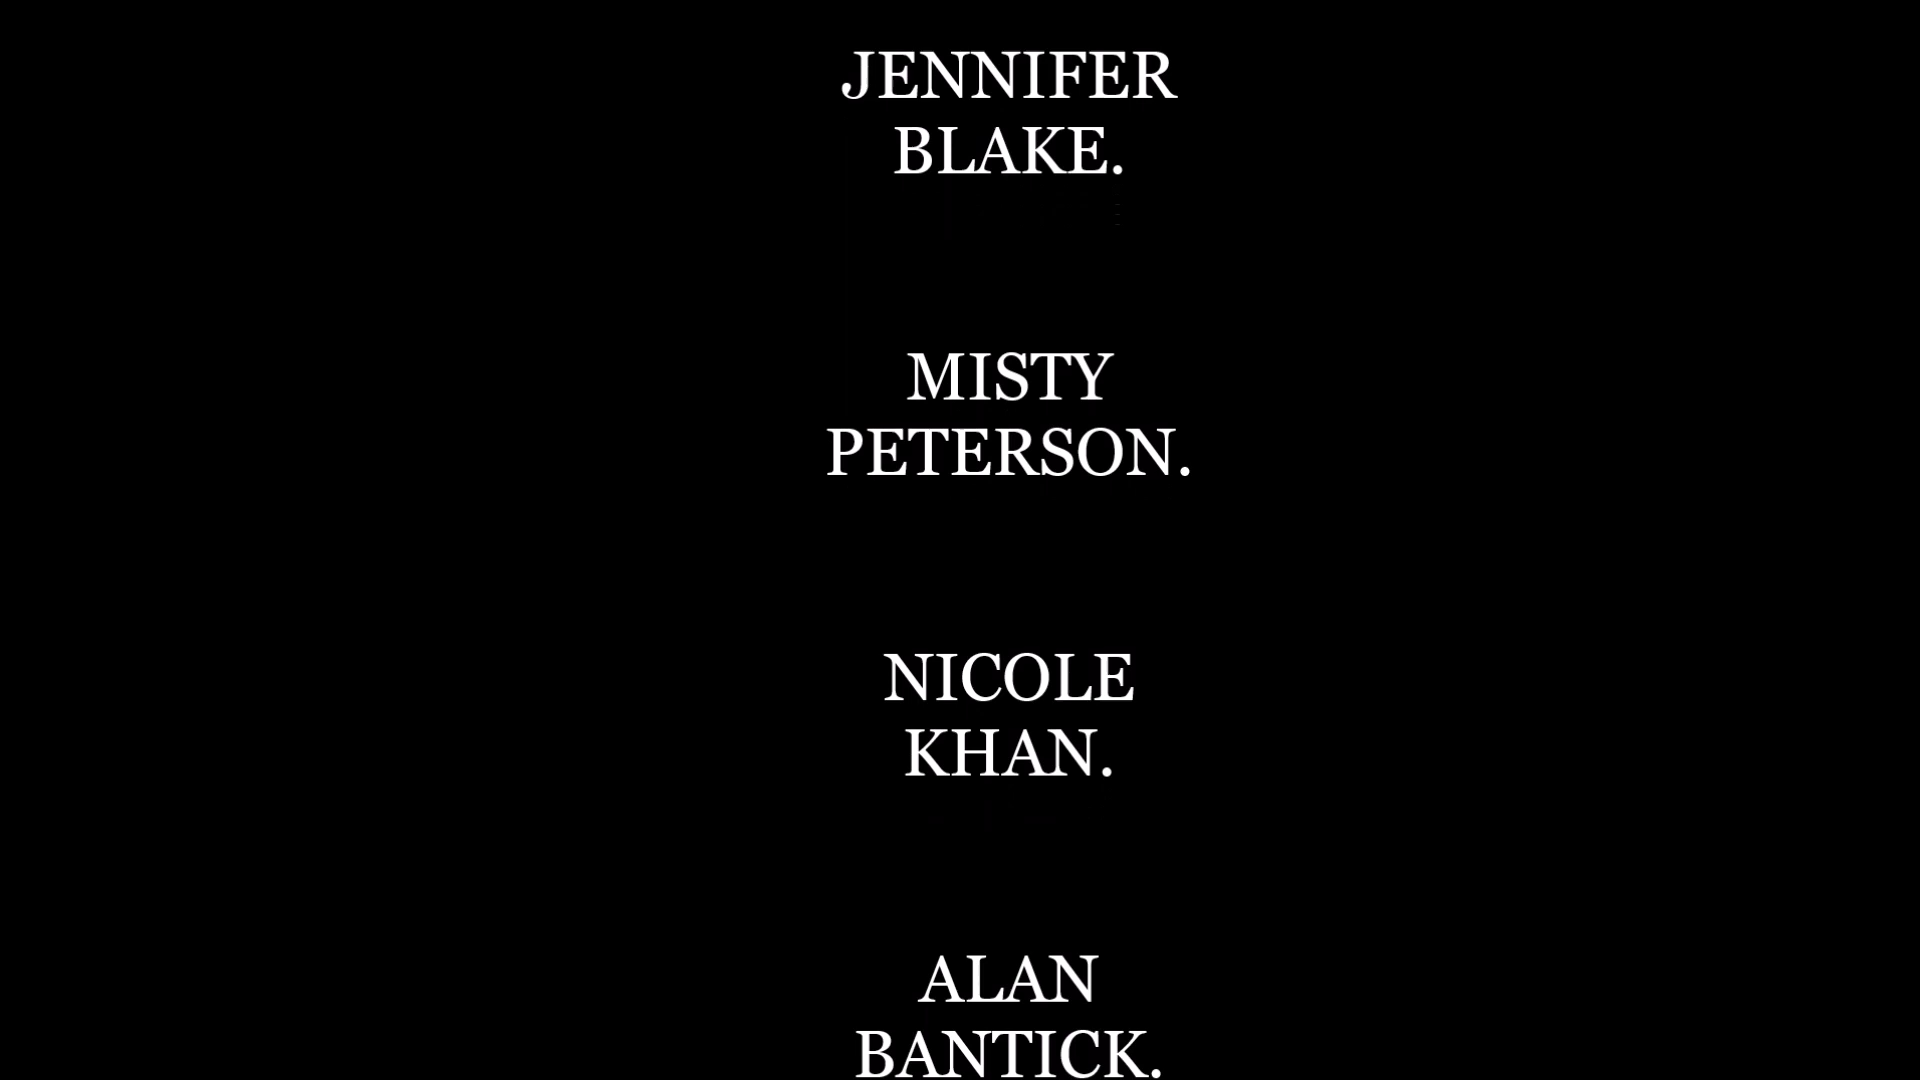 JENNIFER
BLAKE.
MISTY
PETERSON.
NICOLE
KHAN.
ALAN
BANTICK.